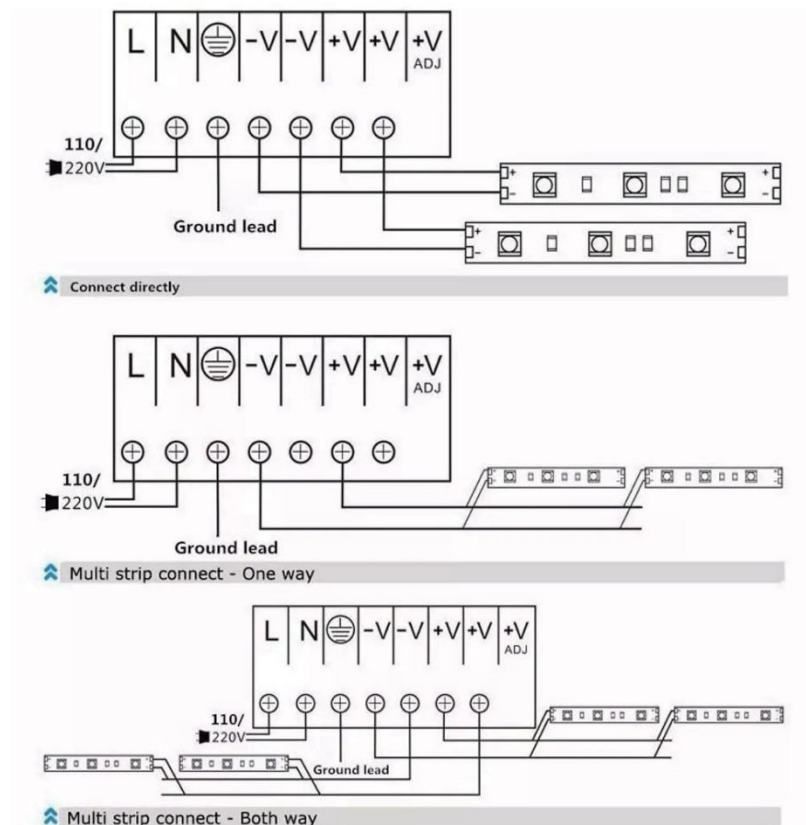 L N -V -V +V +V +V
ADJ
110/
220V
+ +
- -
Ground lead
+ +
- -
Connect directly
L N -V -V +V +V +V
ADJ
110/
220V
Ground lead
Multi strip connect - One way
L N -V -V +V +V +V
ADJ
110/
220V
Ground lead
Multi strip connect - Both way